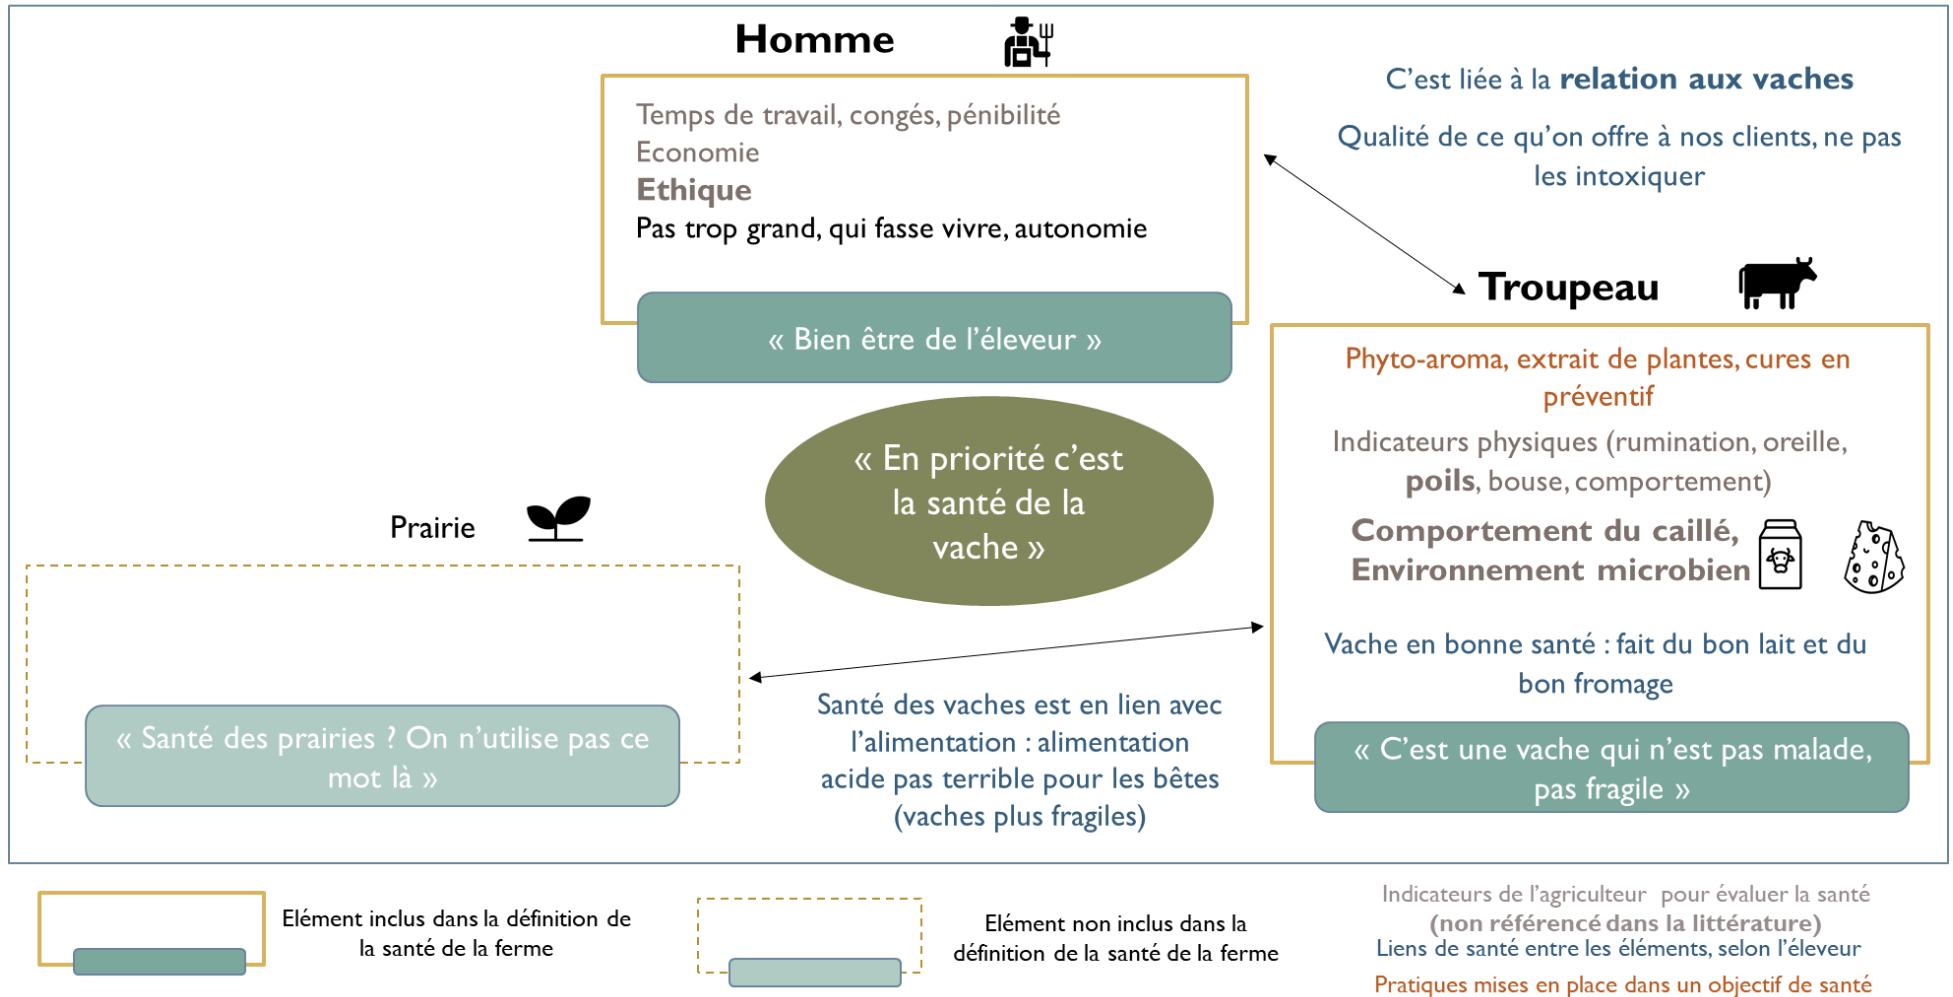 Homme
Temps de travail, congés, pénibilité
Economie
Ethique
Pas trop grand, qui fasse vivre, autonomie
« Bien être de l’éleveur »
C’est liée à la relation aux vaches
Qualité de ce qu’on offre à nos clients, ne pas
les intoxiquer
Troupeau
Phyto-aroma, extrait de plantes, cures en
préventif
Indicateurs physiques (rumination, oreille,
poils, bouse, comportement)
Comportement du caillé,
Environnement microbien
Vache en bonne santé : fait du bon lait et du
bon fromage
« C’est une vache qui n’est pas malade,
pas fragile »
« En priorité c’est
la santé de la
vache »
Prairie
« Santé des prairies ? On n’utilise pas ce
mot là »
Santé des vaches est en lien avec
l’alimentation : alimentation
acide pas terrible pour les bêtes
(vaches plus fragiles)
Elément inclus dans la définition de
la santé de la ferme
Elément non inclus dans la
définition de la santé de la ferme
Indicateurs de l’agriculteur pour évaluer la santé
(non référencé dans la littérature)
Liens de santé entre les éléments, selon l’éleveur
Pratiques mises en place dans un objectif de santé